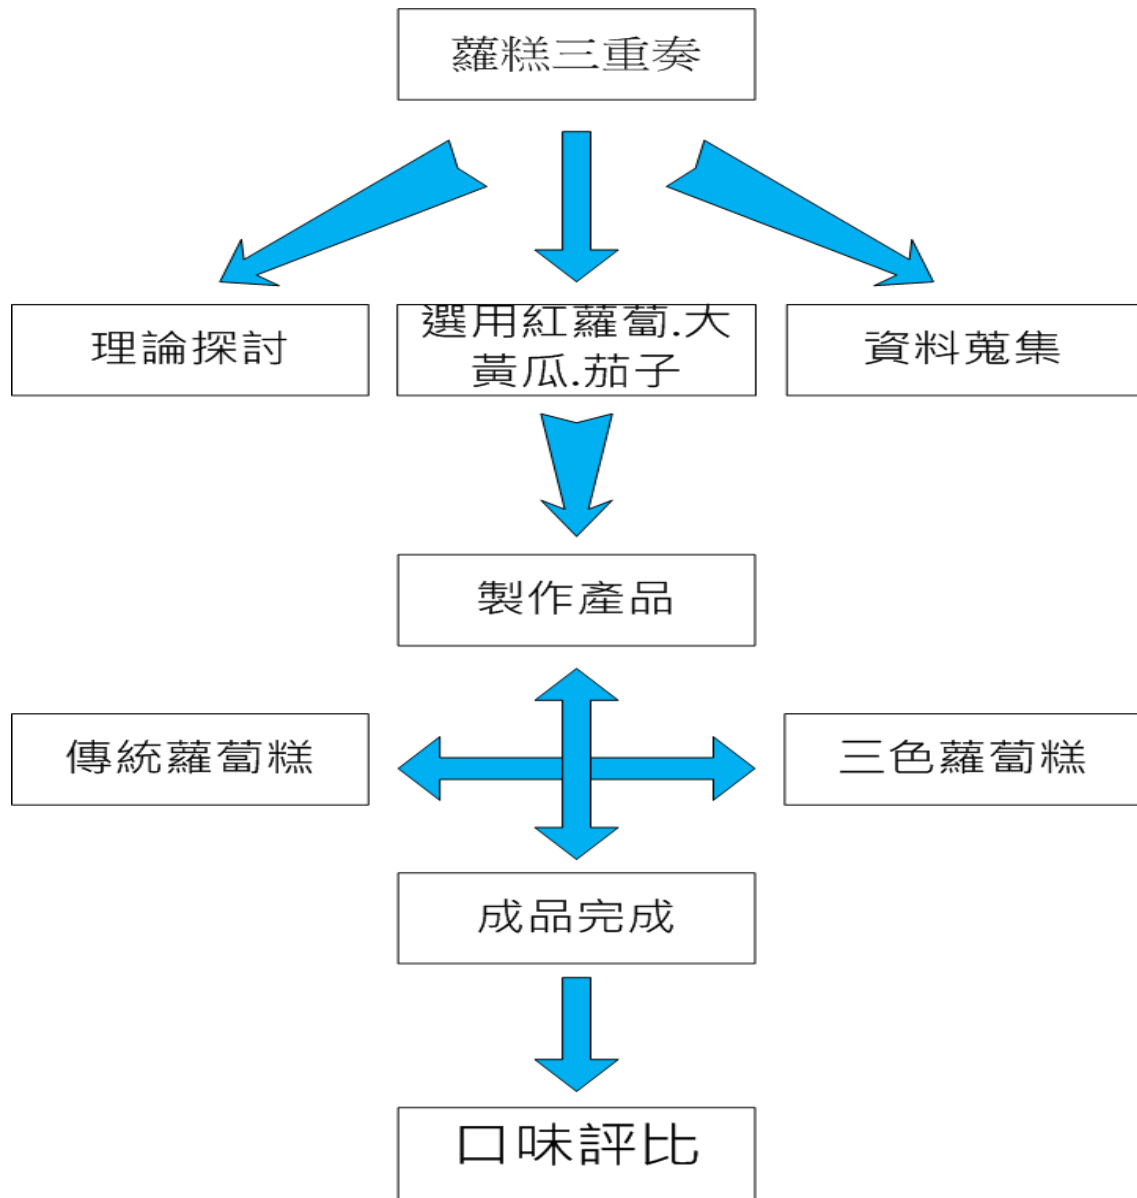 蘿糕三重奏
理論探討
選用紅蘿蔔.大
黃瓜.茄子
資料蒐集
製作產品
傳統蘿蔔糕
三色蘿蔔糕
成品完成
口味評比